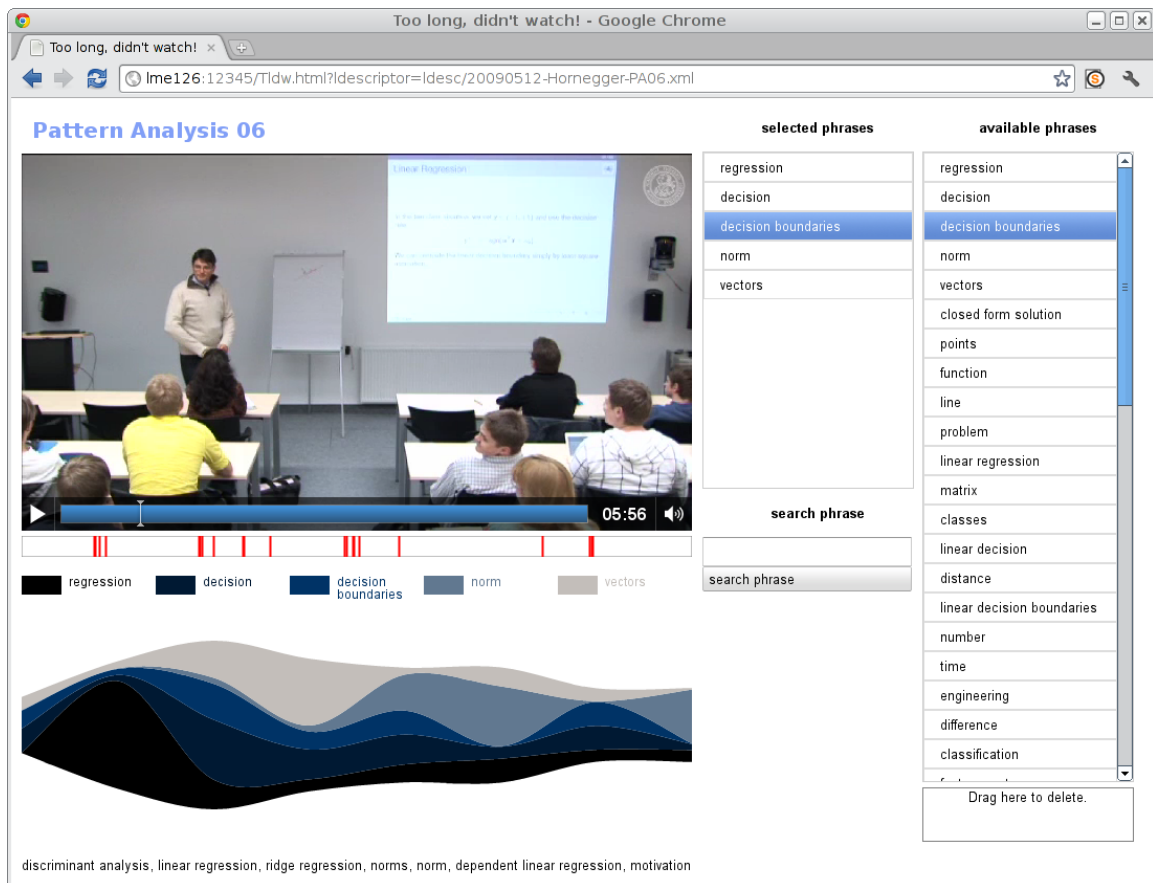 Too long, didn't watch! - Google Chrome
Too long, didn't watch!
lme126:12345/Tldw.html?ldescriptor=ldesc/20090512-Hornegger-PA06.xml
Pattern Analysis 06
selected phrases
available phrases
Linear Regression
05:56
regression
decision
decision boundaries
norm
vectors
search phrase
search phrase
regression
decision
decision boundaries
norm
vectors
closed form solution
points
function
line
problem
linear regression
matrix
classes
linear decision
distance
linear decision boundaries
number
time
engineering
difference
classification
Drag here to delete.
regression
decision
decision
boundaries
norm
vectors
discriminant analysis, linear regression, ridge regression, norms, norm, dependent linear regression, motivation